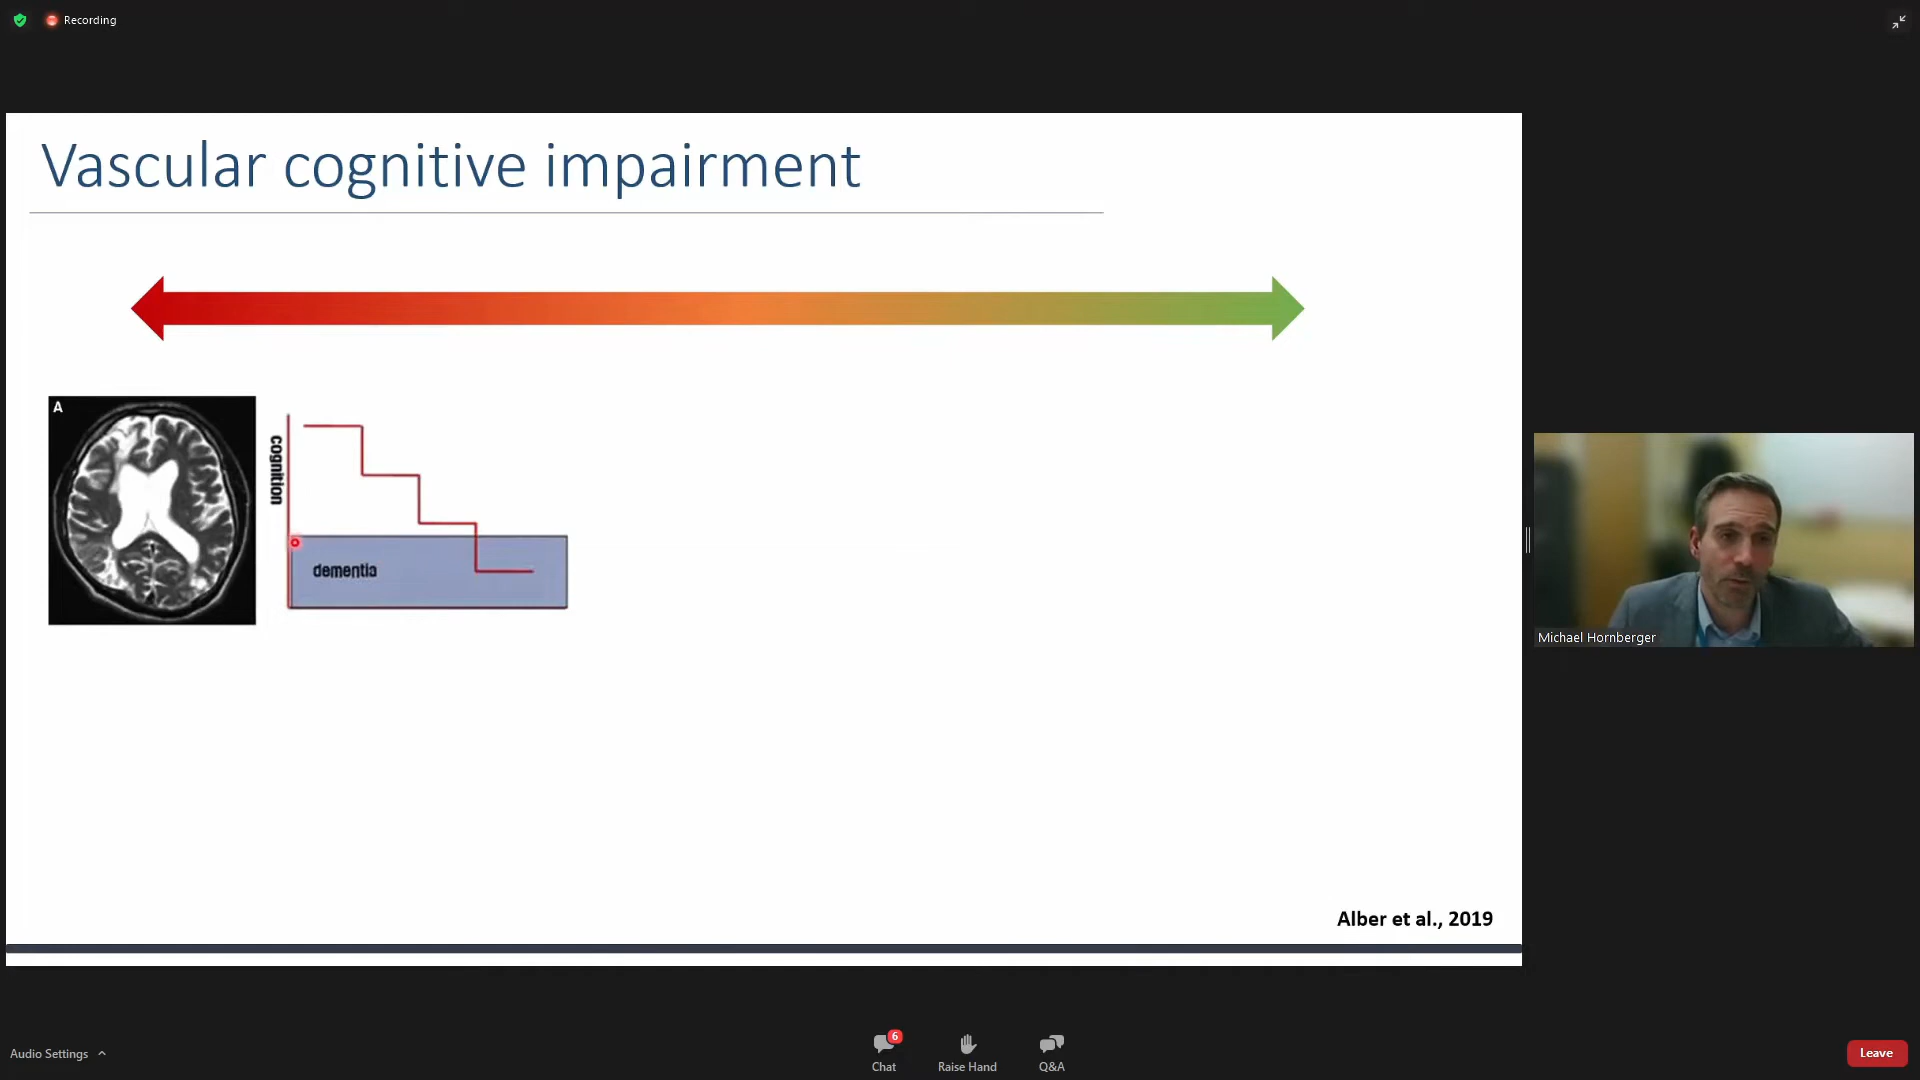 Recording
Vascular cognitive impairment
A
cognition
dementia
Michael Hornberger
Alber et al., 2019
Audio Settings
6
Chat
Raise Hand
Q&A
Leave